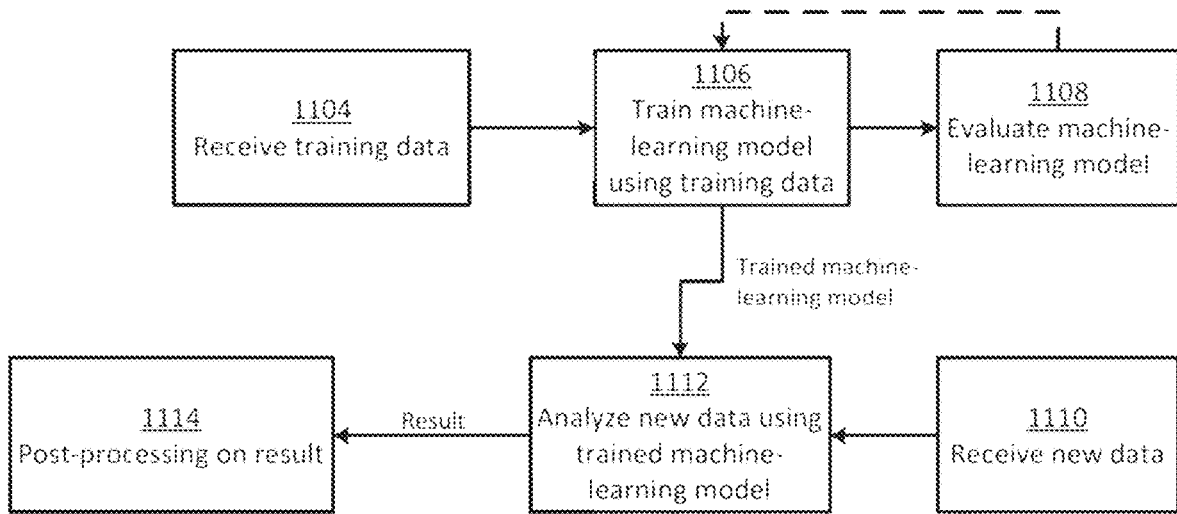 1104
Receive training data
1106
Train machine-
learning model
using training data
1108
Evaluate machine-
learning model
Trained machine-
learning model
1114
Post-processing on result
Result
1112
Analyze new data using
trained machine-
learning model
1110
Receive new data